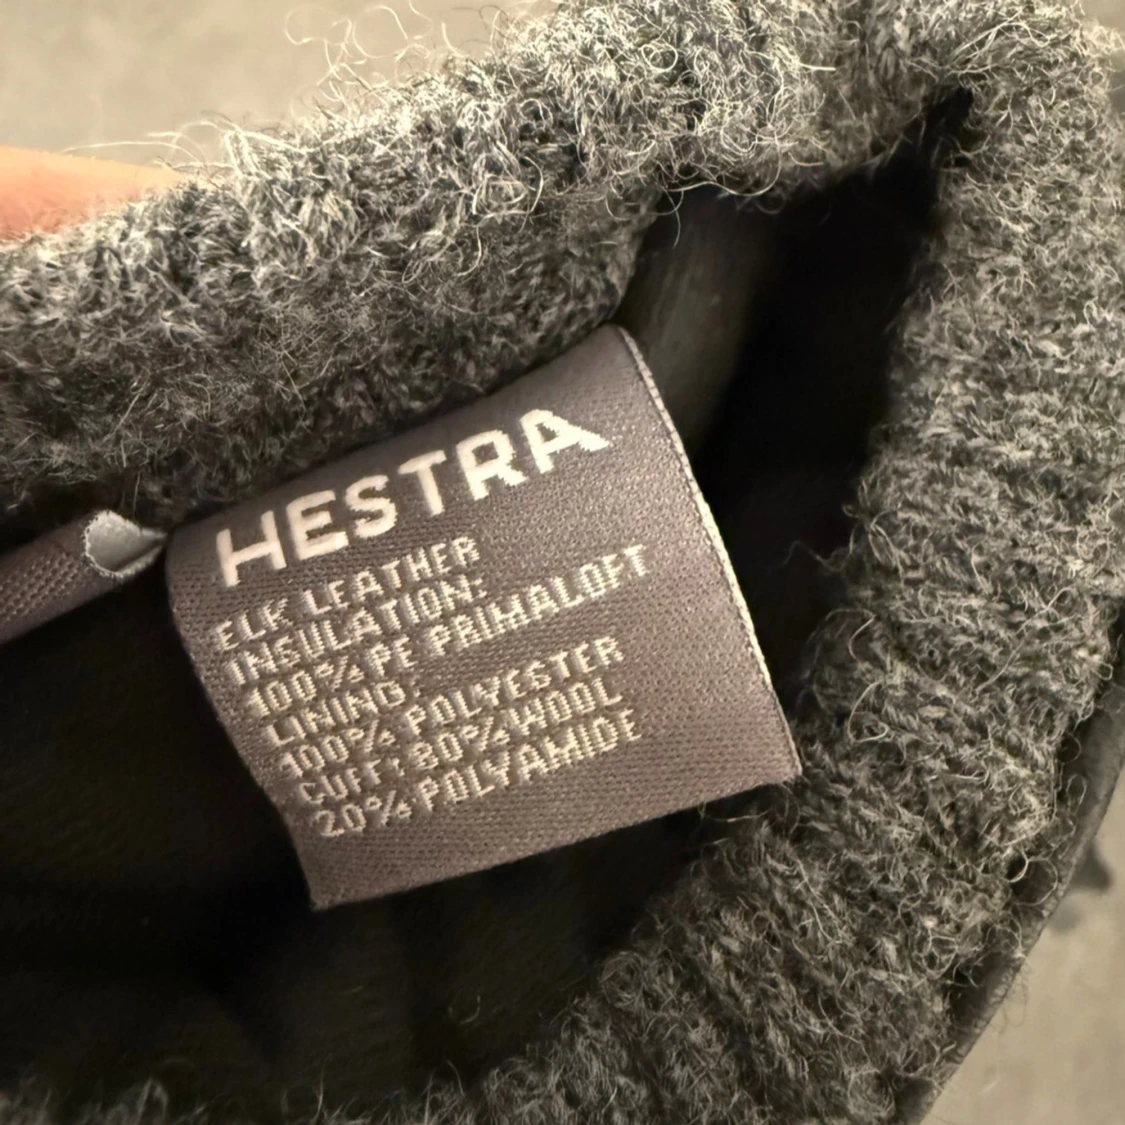 HESTRA
ELK LEATHER
INSULATION:
100% PE PRIMALOFT
LINING:
100% POLYESTER
CUFF: 80% WOOL
20% POLYAMIDE